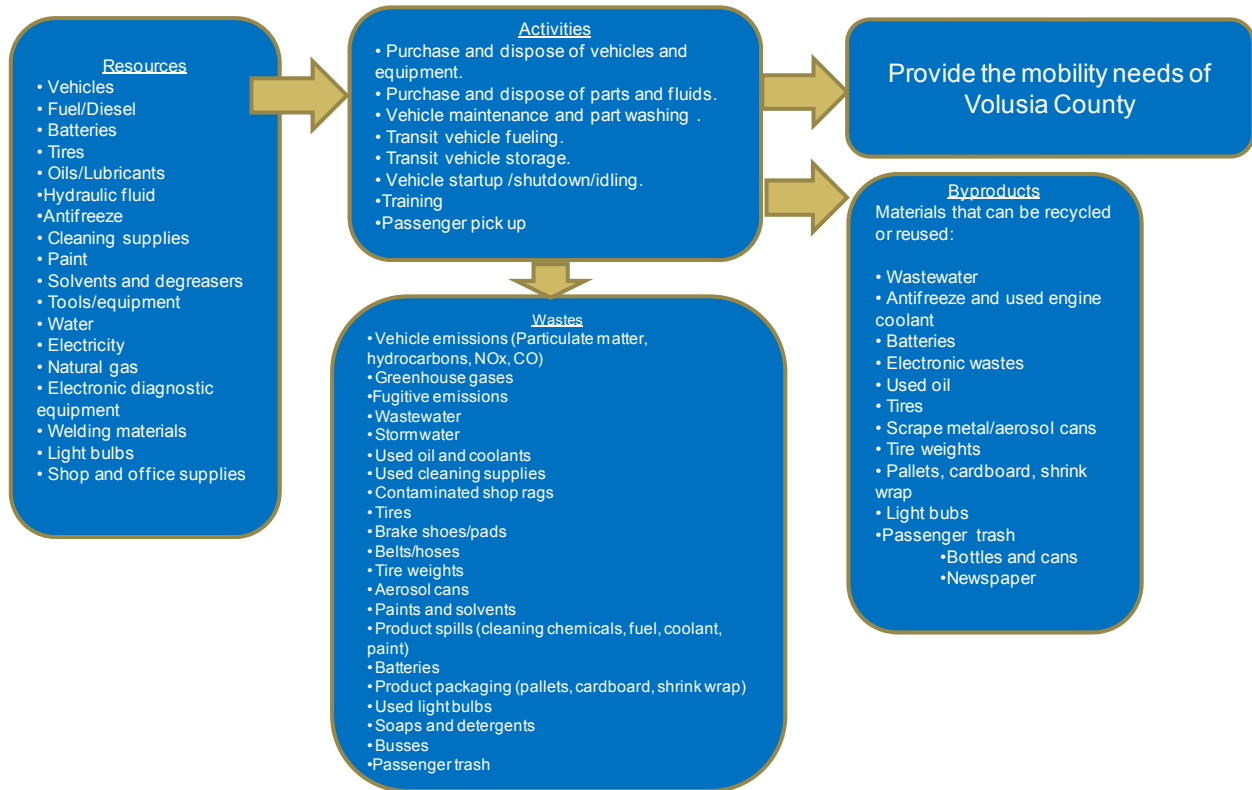 Resources
• Vehicles
• Fuel/Diesel
• Batteries
• Tires
• Oils/Lubricants
•Hydraulic fluid
•Antifreeze
• Cleaning supplies
• Paint
• Solvents and degreasers
• Tools/equipment
• Water
• Electricity
• Natural gas
• Electronic diagnostic
equipment
• Welding materials
• Light bulbs
• Shop and office supplies
Activities
• Purchase and dispose of vehicles and
equipment.
• Purchase and dispose of parts and fluids.
• Vehicle maintenance and part washing .
• Transit vehicle fueling.
• Transit vehicle storage.
• Vehicle startup /shutdown/idling.
•Training
•Passenger pick up
Provide the mobility needs of
Volusia County
Wastes
• Vehicle emissions (Particulate matter,
hydrocarbons, NOx, CO)
• Greenhouse gases
•Fugitive emissions
• Wastewater
• Stormwater
• Used oil and coolants
• Used cleaning supplies
• Contaminated shop rags
• Tires
• Brake shoes/pads
• Belts/hoses
• Tire weights
• Aerosol cans
• Paints and solvents
• Product spills (cleaning chemicals, fuel, coolant,
paint)
• Batteries
• Product packaging (pallets, cardboard, shrink wrap)
• Used light bulbs
• Soaps and detergents
• Busses
•Passenger trash
Byproducts
Materials that can be recycled
or reused:
• Wastewater
• Antifreeze and used engine
coolant
• Batteries
• Electronic wastes
• Used oil
• Tires
• Scrape metal/aerosol cans
• Tire weights
• Pallets, cardboard, shrink
wrap
• Light bubs
•Passenger trash
•Bottles and cans
•Newspaper